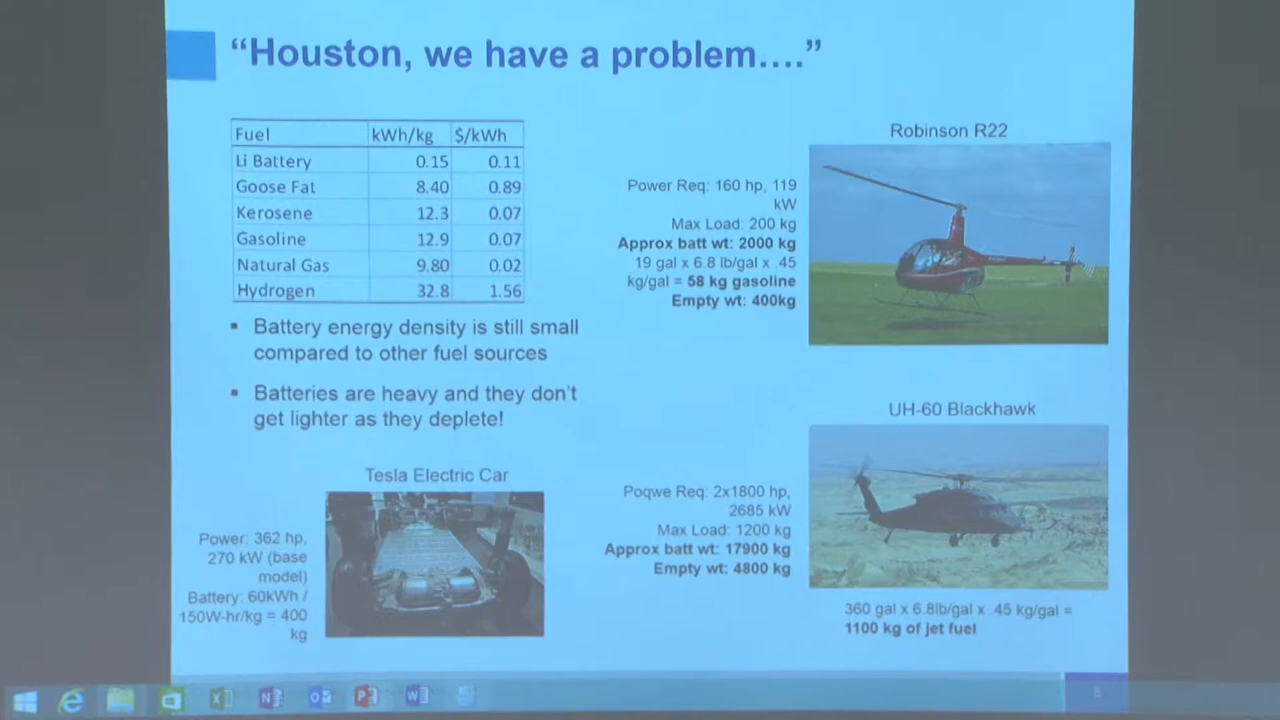 “Houston, we have a problem….”
Fuel kWh/kg $/kWh
Li Battery 0.15 0.11
Goose Fat 8.40 0.89
Kerosene 12.3 0.07
Gasoline 12.9 0.07
Natural Gas 9.80 0.02
Hydrogen 32.8 1.56
▪ Battery energy density is still small
compared to other fuel sources
▪ Batteries are heavy and they don’t
get lighter as they deplete!
Tesla Electric Car
Power: 362 hp,
270 kW (base
model)
Battery: 60kWh /
150W-hr/kg = 400
kg
Robinson R22
Power Req: 160 hp, 119
kW
Max Load: 200 kg
Approx batt wt: 2000 kg
19 gal x 6.8 lb/gal x .45
kg/gal = 58 kg gasoline
Empty wt: 400kg
UH-60 Blackhawk
Poqwe Req: 2x1800 hp,
2685 kW
Max Load: 1200 kg
Approx batt wt: 17900 kg
Empty wt: 4800 kg
360 gal x 6.8lb/gal x .45 kg/gal =
1100 kg of jet fuel
8